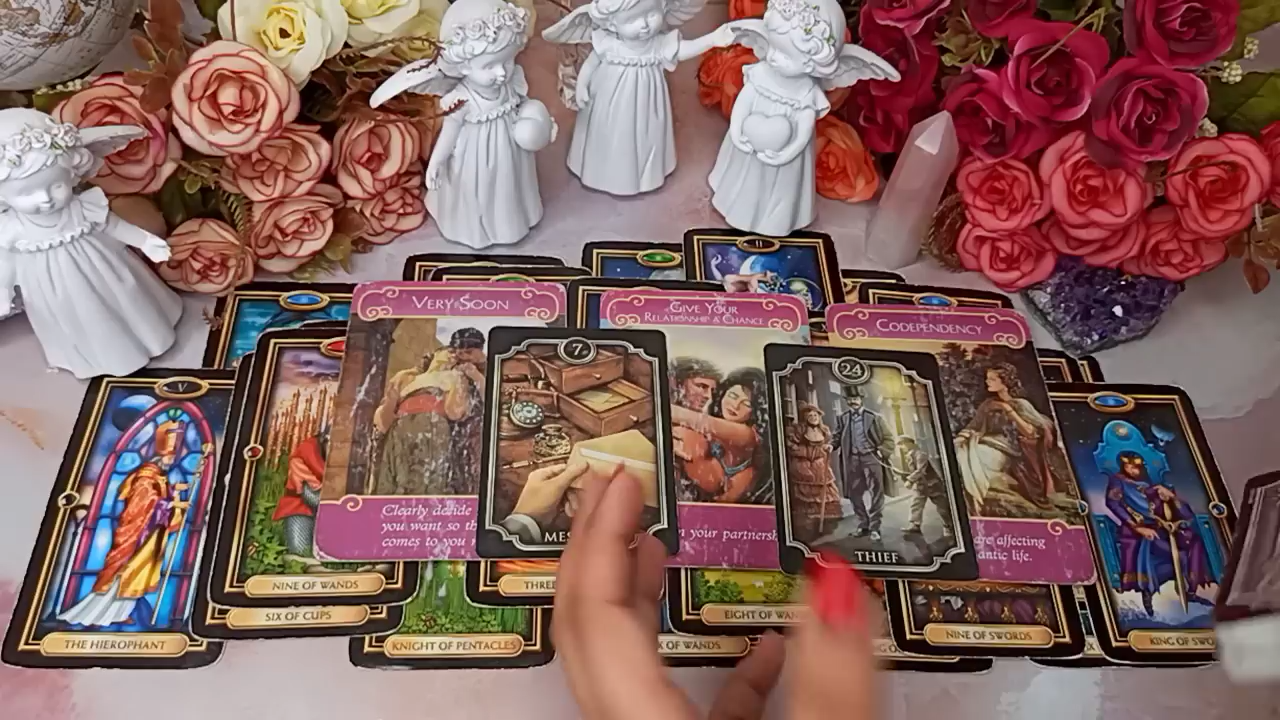 II
VERY SOON
GIVE YOUR
RELATIONSHIP A CHANCE
CODEPENDENCY
7
24
V
Clearly decide
you want so
comes to you
n your partnersh
are affecting
antic life.
MES
THIEF
NINE OF WANDS
SIX OF CUPS
THE HIEROPHANT
KNIGHT OF PENTACLES
THREE
EIGHT OF WAN
X OF WANDS
NINE OF SWORDS
KING OF SWO